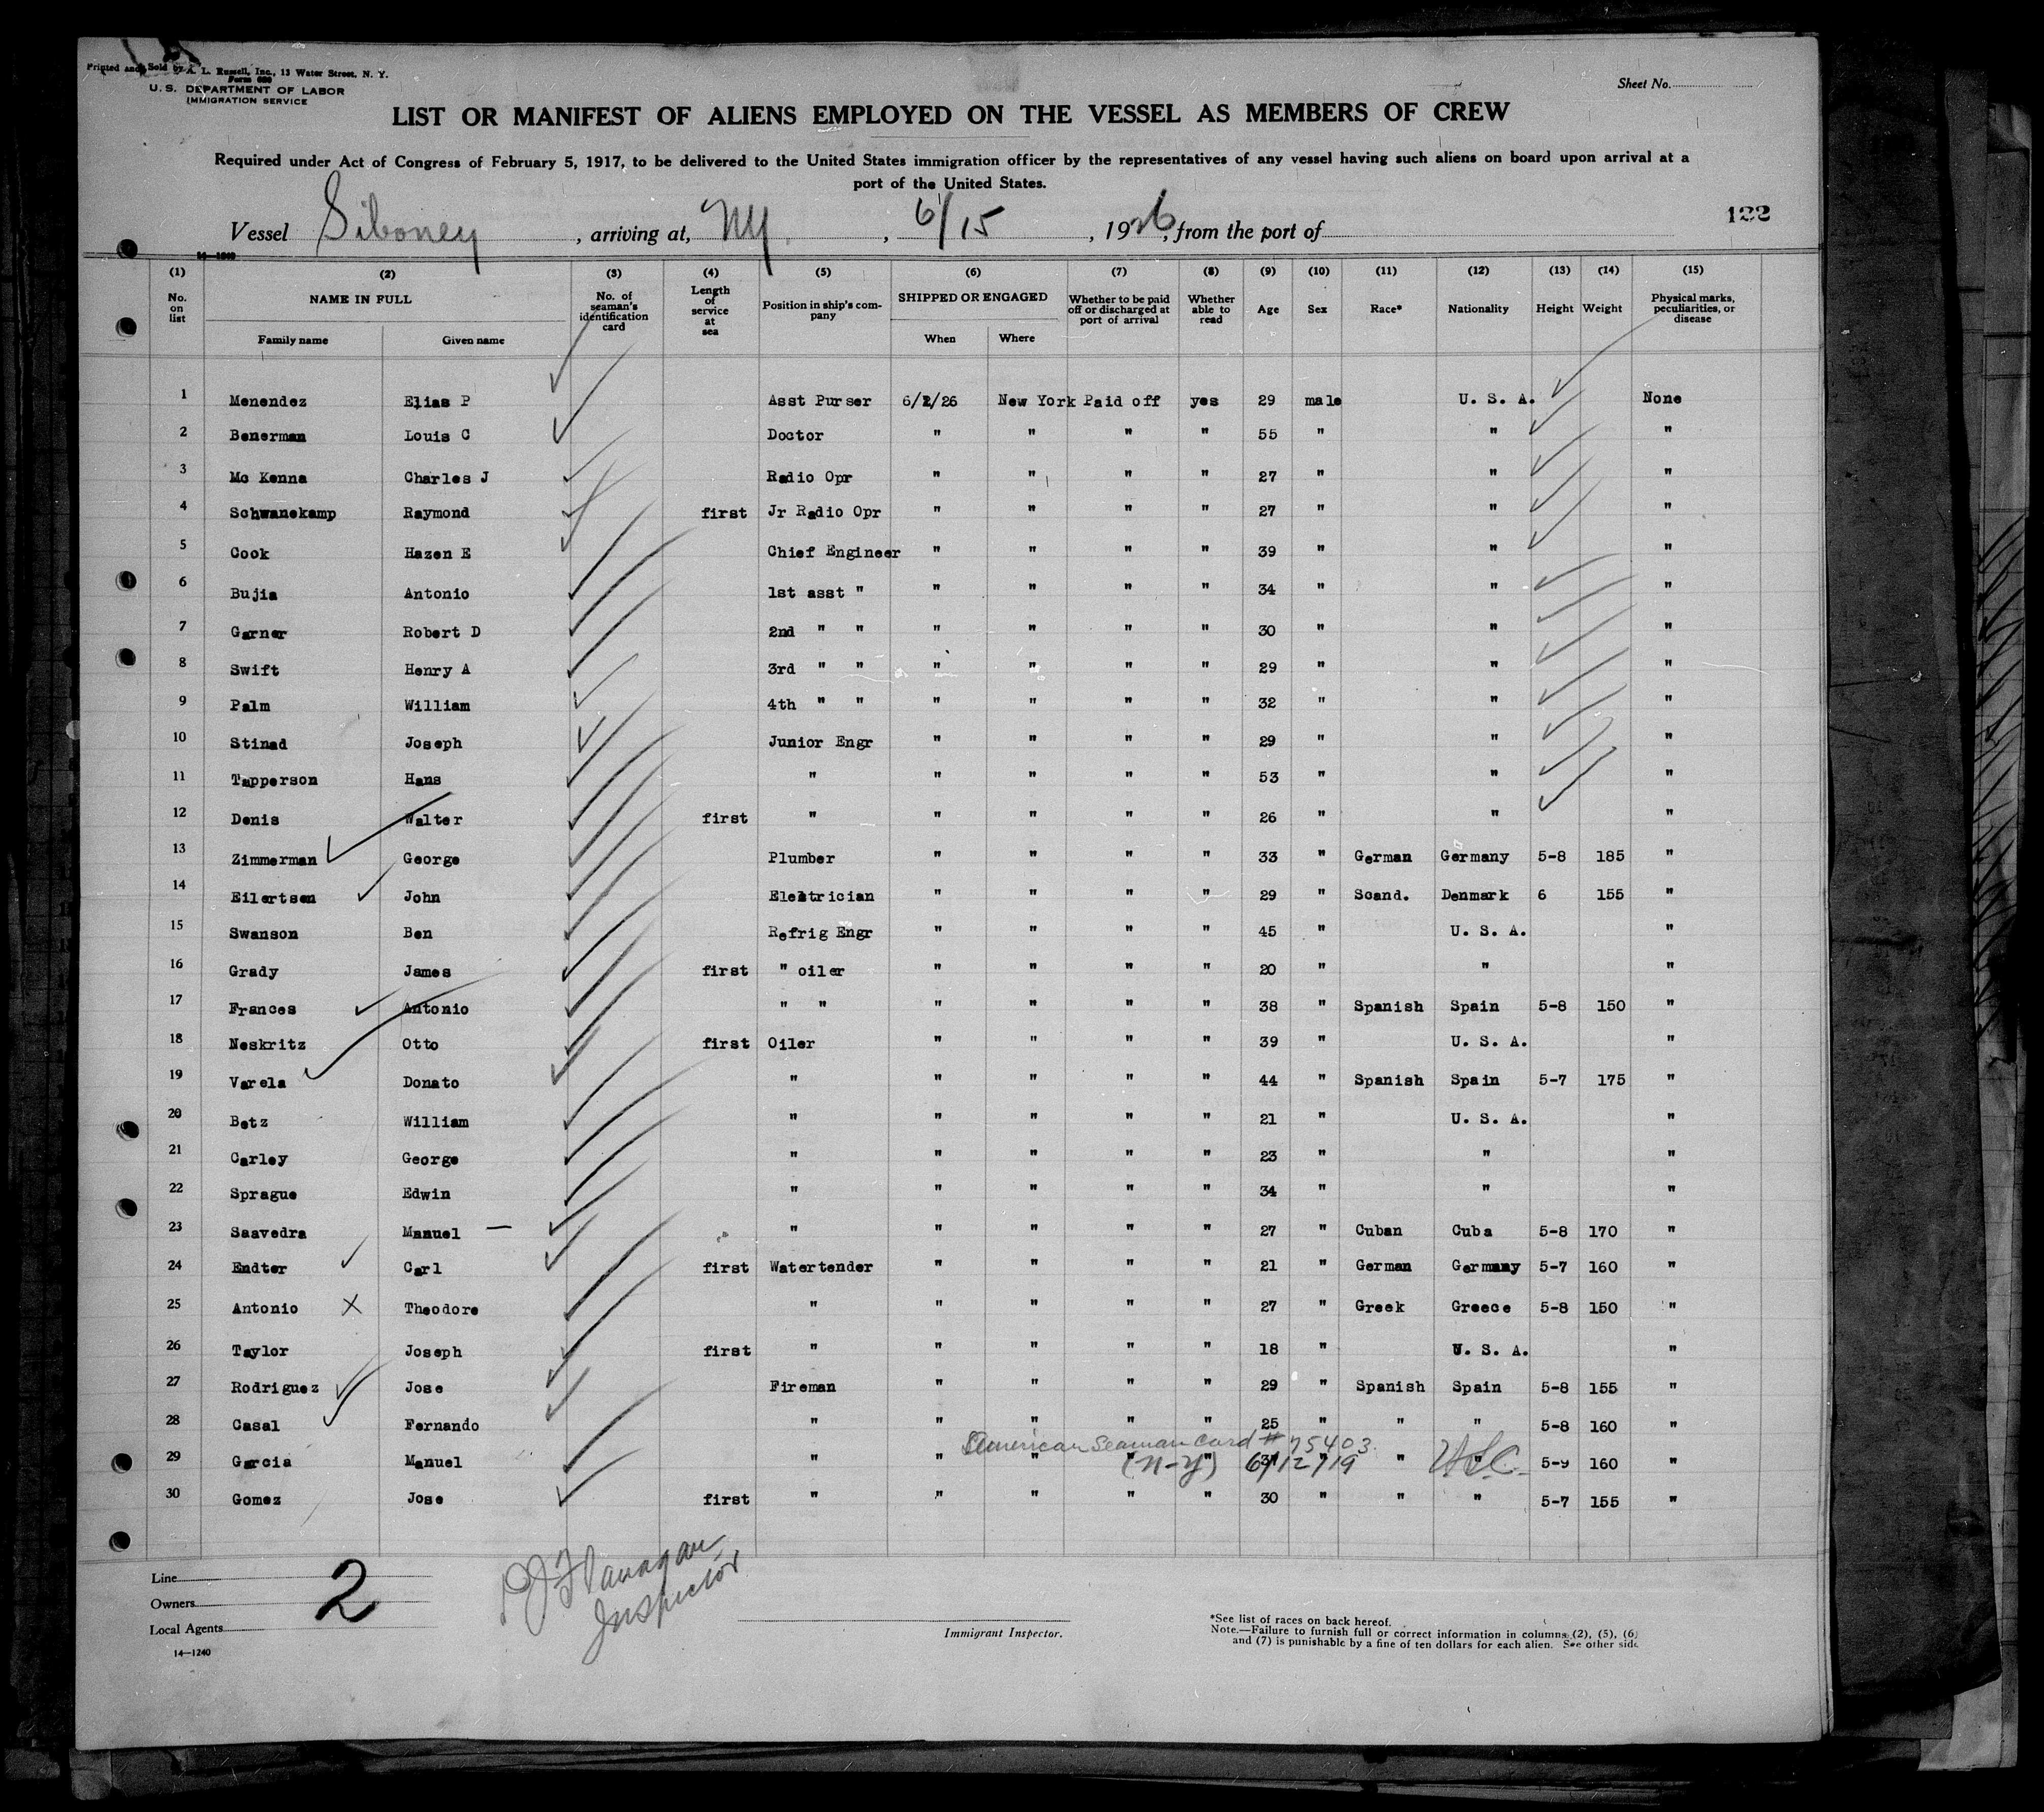 Printed and Sold by A. L. Russell, Inc., 13 Water Street, N. Y.
Form 680
U. S. DEPARTMENT OF LABOR
IMMIGRATION SERVICE
Sheet No.
LIST OR MANIFEST OF ALIENS EMPLOYED ON THE VESSEL AS MEMBERS OF CREW
Required under Act of Congress of February 5, 1917, to be delivered to the United States immigration officer by the representatives of any vessel having such aliens on board upon arrival at a
port of the United States.
Vessel Siboney, arriving at, NY, 6/15, 1926, from the port of
122
14—1240
(1) (2) (3) (4) (5) (6) (7) (8) (9) (10) (11) (12) (13) (14) (15)
No. on list NAME IN FULL Family name Given name No. of seaman's identification card Length of service at sea Position in ship's company SHIPPED OR ENGAGED When Where Whether to be paid off or discharged at port of arrival Whether able to read Age Sex Race* Nationality Height Weight Physical marks, peculiarities, or disease
1 Menendez Elias P Asst Purser 6/2/26 New York Paid off yes 29 male U. S. A. None
2 Benerman Louis C Doctor " " " " 55 " " "
3 Mc Kenna Charles J Radio Opr " " " " 27 " " "
4 Schwanekamp Raymond first Jr Radio Opr " " " " 27 " " "
5 Cook Hazen E Chief Engineer " " " " 39 " " "
6 Bujia Antonio 1st asst " " " " " 34 " " "
7 Garner Robert D 2nd " " " " " " 30 " " "
8 Swift Henry A 3rd " " " " " " 29 " " "
9 Palm William 4th " " " " " " 32 " " "
10 Stinad Joseph Junior Engr " " " " 29 " " "
11 Tapperson Hans " " " " " 53 " " "
12 Denis Walter first " " " " " 26 " " "
13 Zimmerman George Plumber " " " " 33 " German Germany 5-8 185 "
14 Eilertsen John Electrician " " " " 29 " Scand. Denmark 6 155 "
15 Swanson Ben Refrig Engr " " " " 45 " U. S. A. "
16 Grady James first " oiler " " " " 20 " " "
17 Frances Antonio " " " " " " 38 " Spanish Spain 5-8 150 "
18 Neskritz Otto first Oiler " " " " 39 " U. S. A. "
19 Varela Donato " " " " " 44 " Spanish Spain 5-7 175 "
20 Betz William " " " " " 21 " U. S. A. "
21 Carley George " " " " " 23 " " "
22 Sprague Edwin " " " " " 34 " " "
23 Saavedra Manuel — " " " " " 27 " Cuban Cuba 5-8 170 "
24 Endter Carl first Watertender " " " " 21 " German Germany 5-7 160 "
25 Antonio X Theodore " " " " " 27 " Greek Greece 5-8 150 "
26 Taylor Joseph first " " " " " 18 " U. S. A. "
27 Rodriguez Jose Fireman " " " " 29 " Spanish Spain 5-8 155 "
28 Casal Fernando " " " " " 25 " " " 5-8 160 "
American Seaman Card # 75403
29 Garcia Manuel " " " " " " " 5-9 160 "
(N-Y) 6/12/19 USC
30 Gomez Jose first " " " " " 30 " " " 5-7 155 "
Line
Owners
Local Agents
14—1240
2
PJ Flanagan
Inspector
Immigrant Inspector.
*See list of races on back hereof.
Note.—Failure to furnish full or correct information in columns (2), (5), (6)
and (7) is punishable by a fine of ten dollars for each alien. See other side